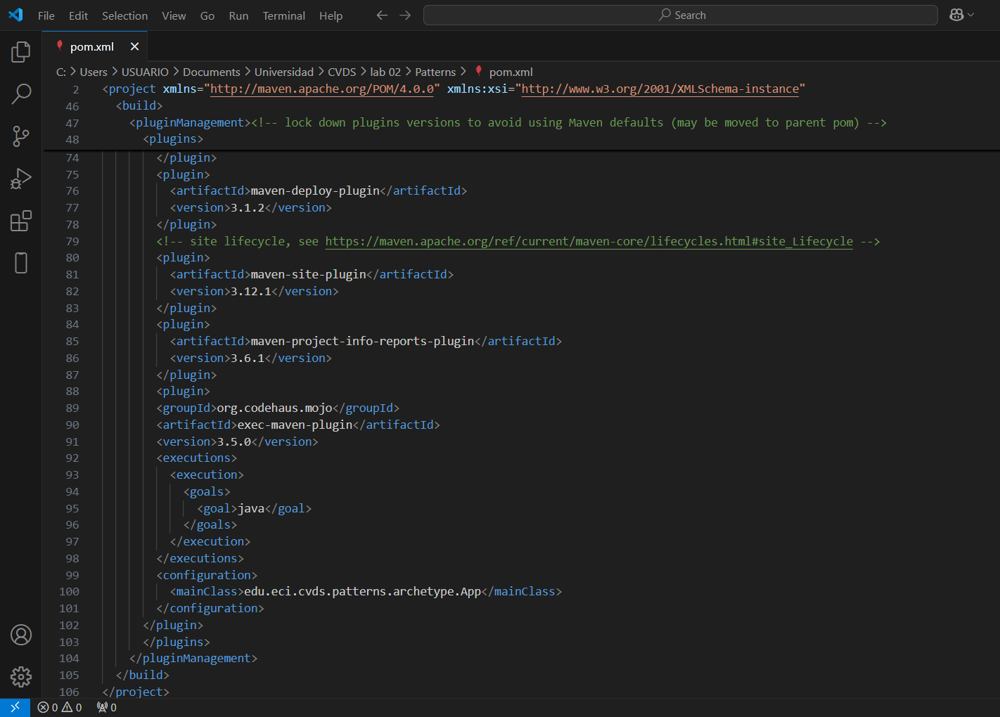 File Edit Selection View Go Run Terminal Help Search
pom.xml
C: > Users > USUARIO > Documents > Universidad > CVDS > lab 02 > Patterns > pom.xml
2 <project xmlns="http://maven.apache.org/POM/4.0.0" xmlns:xsi="http://www.w3.org/2001/XMLSchema-instance"
46 <build>
47 <pluginManagement><!-- lock down plugins versions to avoid using Maven defaults (may be moved to parent pom) -->
48 <plugins>
74 </plugin>
75 <plugin>
76 <artifactId>maven-deploy-plugin</artifactId>
77 <version>3.1.2</version>
78 </plugin>
79 <!-- site lifecycle, see https://maven.apache.org/ref/current/maven-core/lifecycles.html#site_Lifecycle -->
80 <plugin>
81 <artifactId>maven-site-plugin</artifactId>
82 <version>3.12.1</version>
83 </plugin>
84 <plugin>
85 <artifactId>maven-project-info-reports-plugin</artifactId>
86 <version>3.6.1</version>
87 </plugin>
88 <plugin>
89 <groupId>org.codehaus.mojo</groupId>
90 <artifactId>exec-maven-plugin</artifactId>
91 <version>3.5.0</version>
92 <executions>
93 <execution>
94 <goals>
95 <goal>java</goal>
96 </goals>
97 </execution>
98 </executions>
99 <configuration>
100 <mainClass>edu.eci.cvds.patterns.archetype.App</mainClass>
101 </configuration>
102 </plugin>
103 </plugins>
104 </pluginManagement>
105 </build>
106 </project>
0 0 0